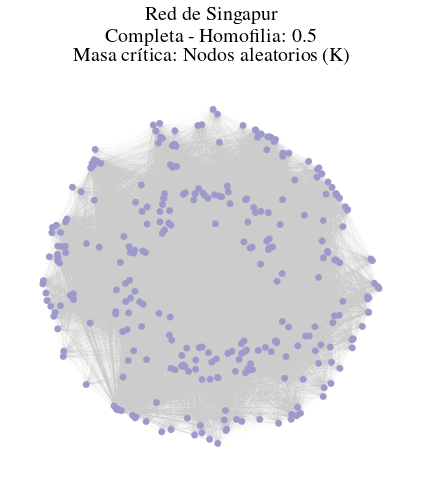 Red de Singapur
Completa - Homofilia: 0.5
Masa crítica: Nodos aleatorios (K)